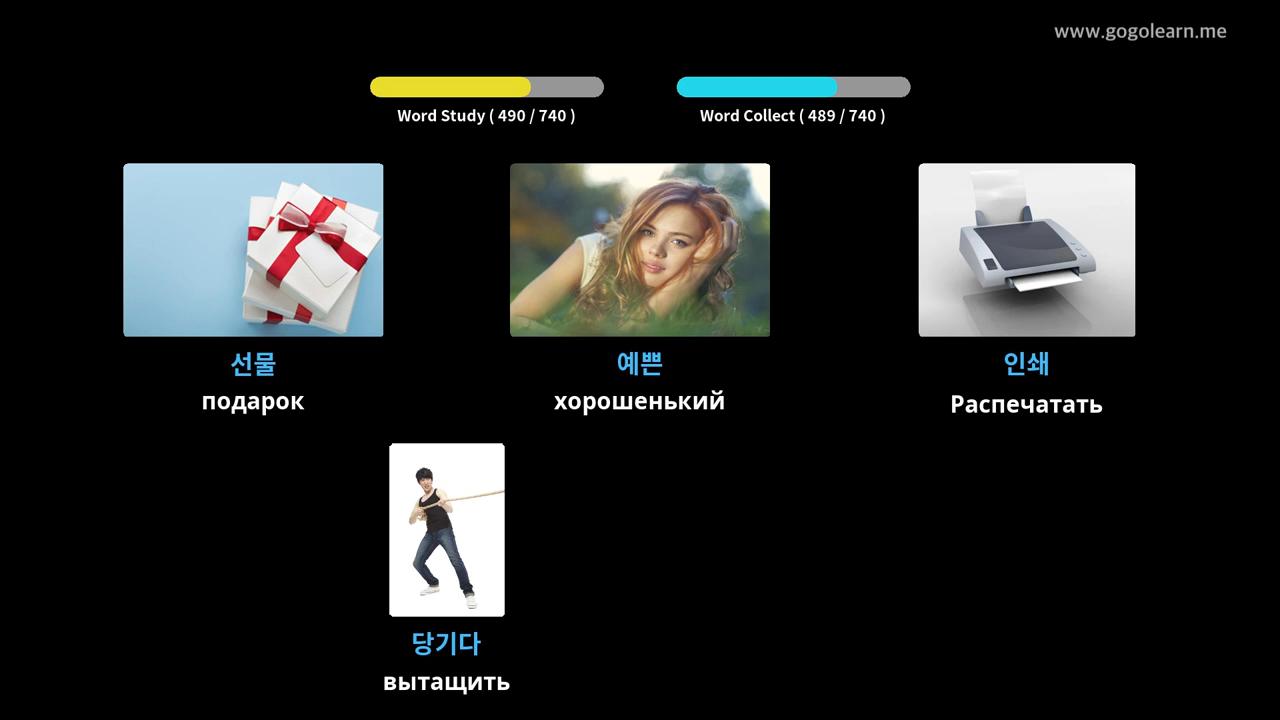 www.gogolearn.me
Word Study ( 490 / 740 )
Word Collect ( 489 / 740 )
선물
подарок
예쁜
хорошенький
인쇄
Распечатать
당기다
вытащить